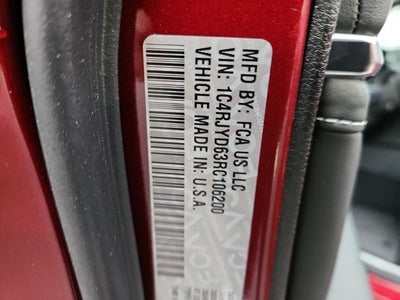 MFD BY: FCA US LLC
VIN: 1C4RJYD63RC106200
VEHICLE MADE IN: U.S.A.